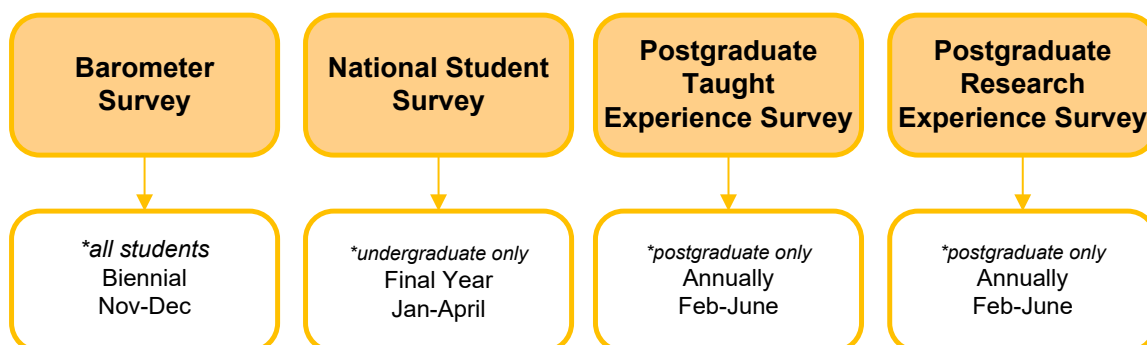 Barometer
Survey
National Student
Survey
Postgraduate
Taught
Experience Survey
Postgraduate
Research
Experience Survey
*all students
Biennial
Nov-Dec
*undergraduate only
Final Year
Jan-April
*postgraduate only
Annually
Feb-June
*postgraduate only
Annually
Feb-June